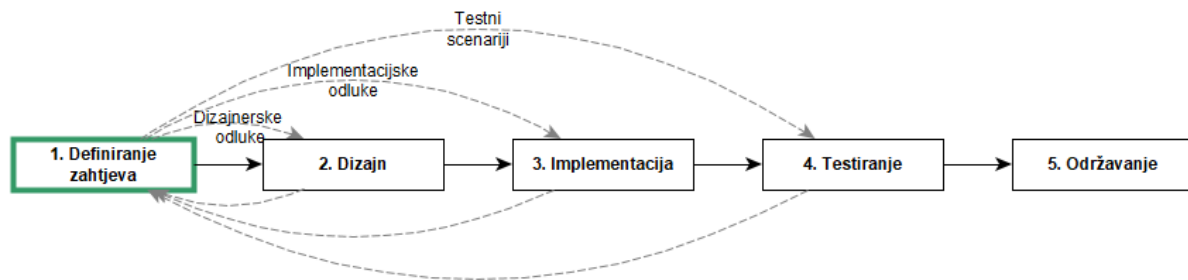 Testni
scenariji
Implementacijske
odluke
Dizajnerske
odluke
1. Definiranje
zahtjeva
2. Dizajn
3. Implementacija
4. Testiranje
5. Održavanje